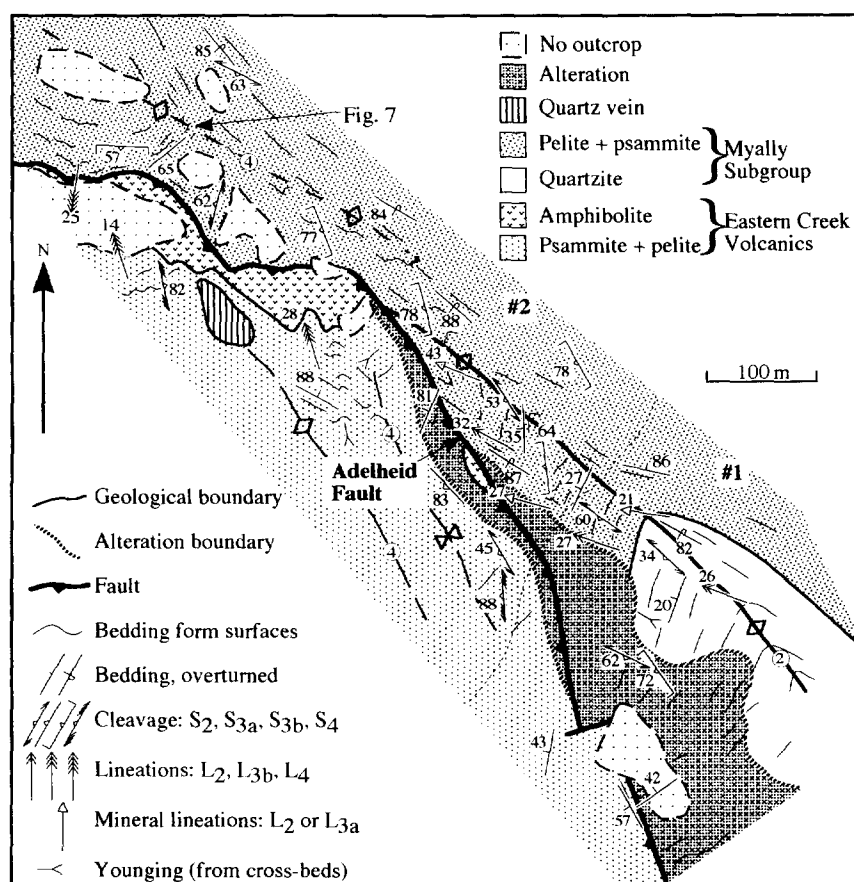 No outcrop
Alteration
Quartz vein
Pelite + psammite
Quartzite
Myally
Subgroup
Amphibolite
Psammite + pelite
Eastern Creek
Volcanics
Fig. 7
N
85
63
57
65
62
4
25
14
84
77
82
28
78
88
#2
100 m
43
53
78
88
81
32
35
64
4
Adelheid
Fault
87
27
27
86
#1
83
21
60
27
4
45
88
34
82
26
20
2
62
72
43
42
57
Geological boundary
Alteration boundary
Fault
Bedding form surfaces
Bedding, overturned
Cleavage: S2, S3a, S3b, S4
Lineations: L2, L3b, L4
Mineral lineations: L2 or L3a
Younging (from cross-beds)